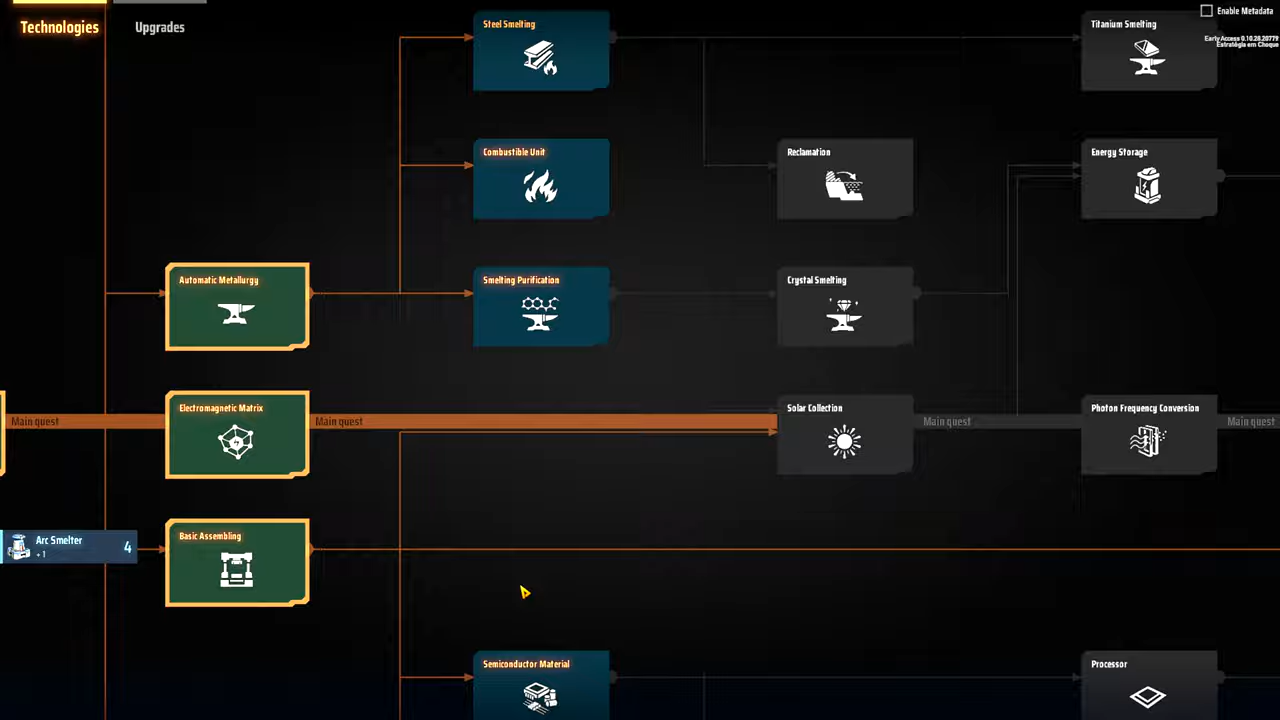 Technologies
Upgrades
Enable Metadata
Early Access 0.10.28.20779
Estratégia em Choque
Steel Smelting
Titanium Smelting
Combustible Unit
Reclamation
Energy Storage
Automatic Metallurgy
Smelting Purification
Crystal Smelting
Main quest
Electromagnetic Matrix
Main quest
Solar Collection
Main quest
Photon Frequency Conversion
Main quest
Arc Smelter
+1
4
Basic Assembling
Semiconductor Material
Processor